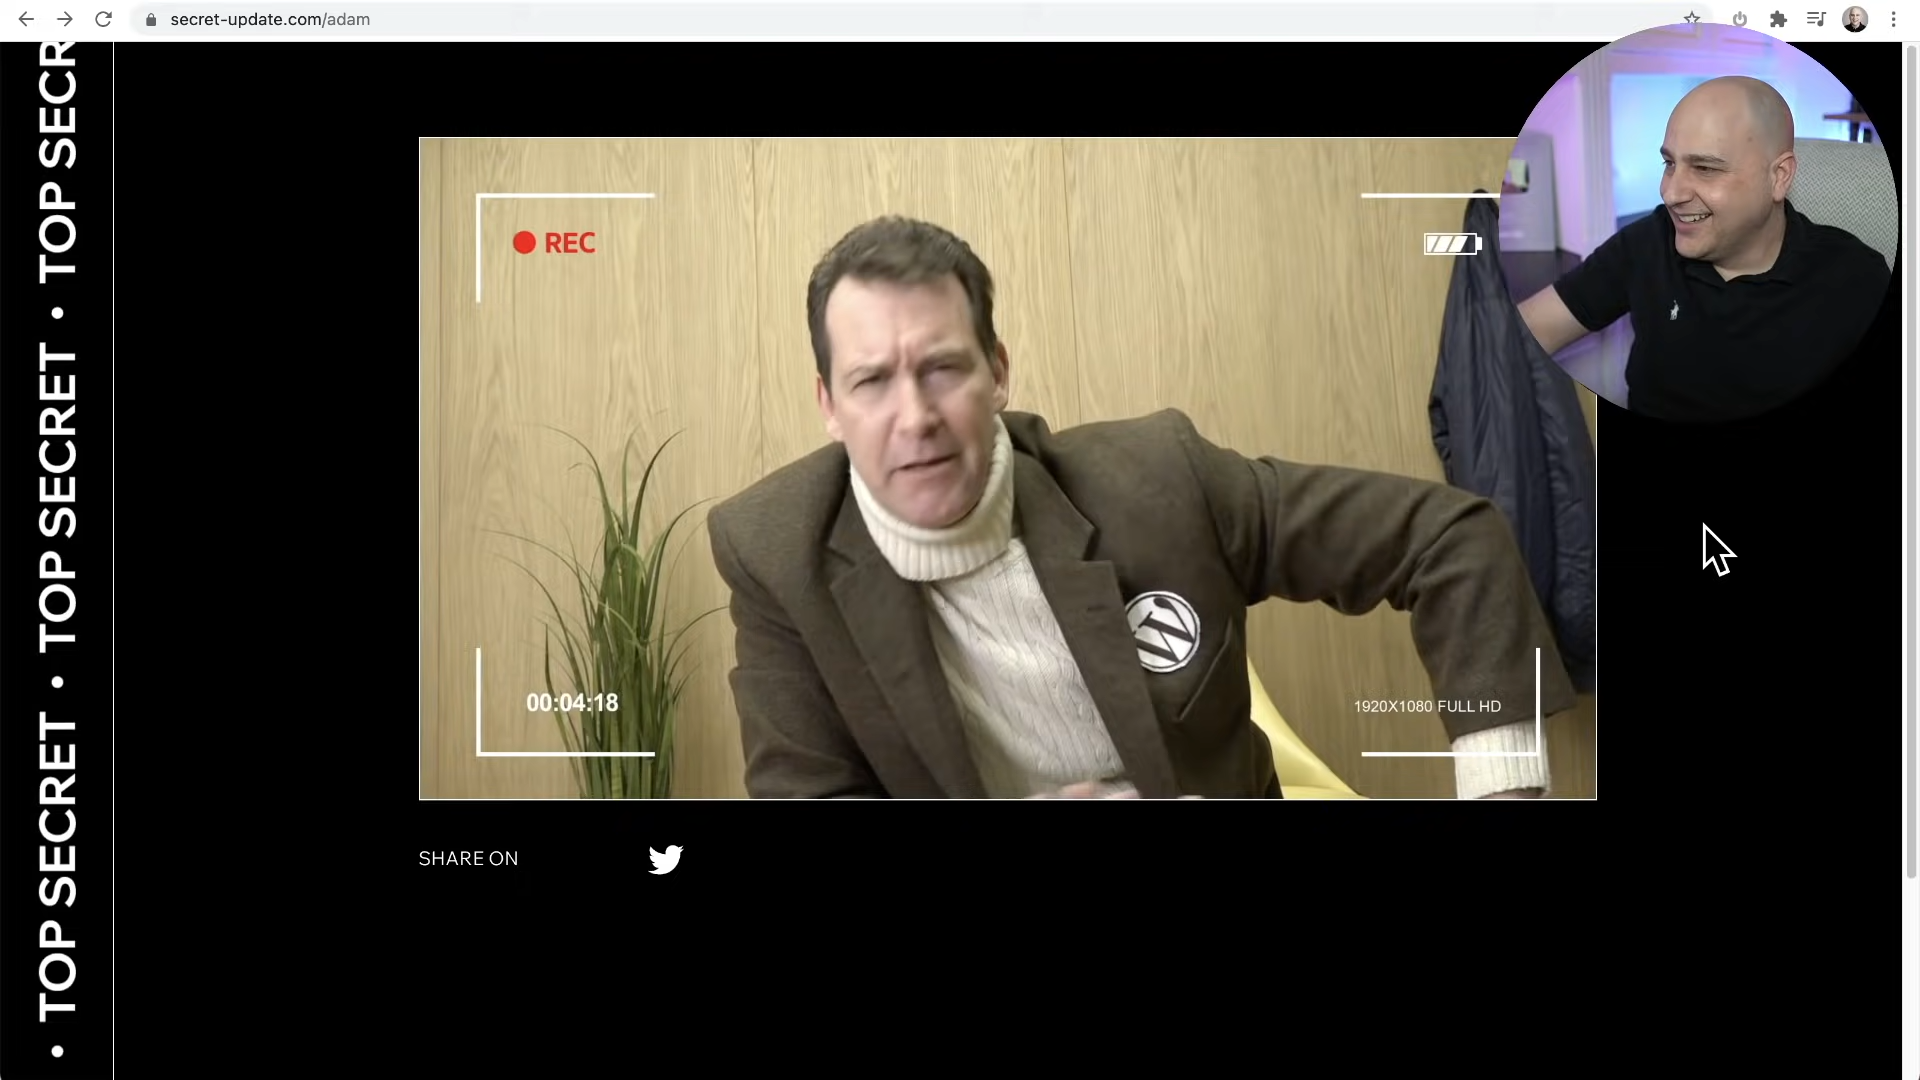 secret-update.com/adam
TOP SECR
• TOP SECRET
• TOP SECRET
• TOP SECRET
REC
W
00:04:18
1920X1080 FULL HD
SHARE ON